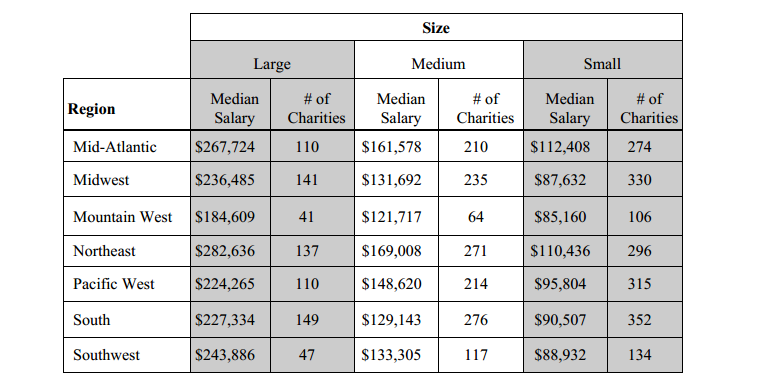 Size
Large Medium Small
Region Median Salary # of Charities Median Salary # of Charities Median Salary # of Charities
Mid-Atlantic $267,724 110 $161,578 210 $112,408 274
Midwest $236,485 141 $131,692 235 $87,632 330
Mountain West $184,609 41 $121,717 64 $85,160 106
Northeast $282,636 137 $169,008 271 $110,436 296
Pacific West $224,265 110 $148,620 214 $95,804 315
South $227,334 149 $129,143 276 $90,507 352
Southwest $243,886 47 $133,305 117 $88,932 134